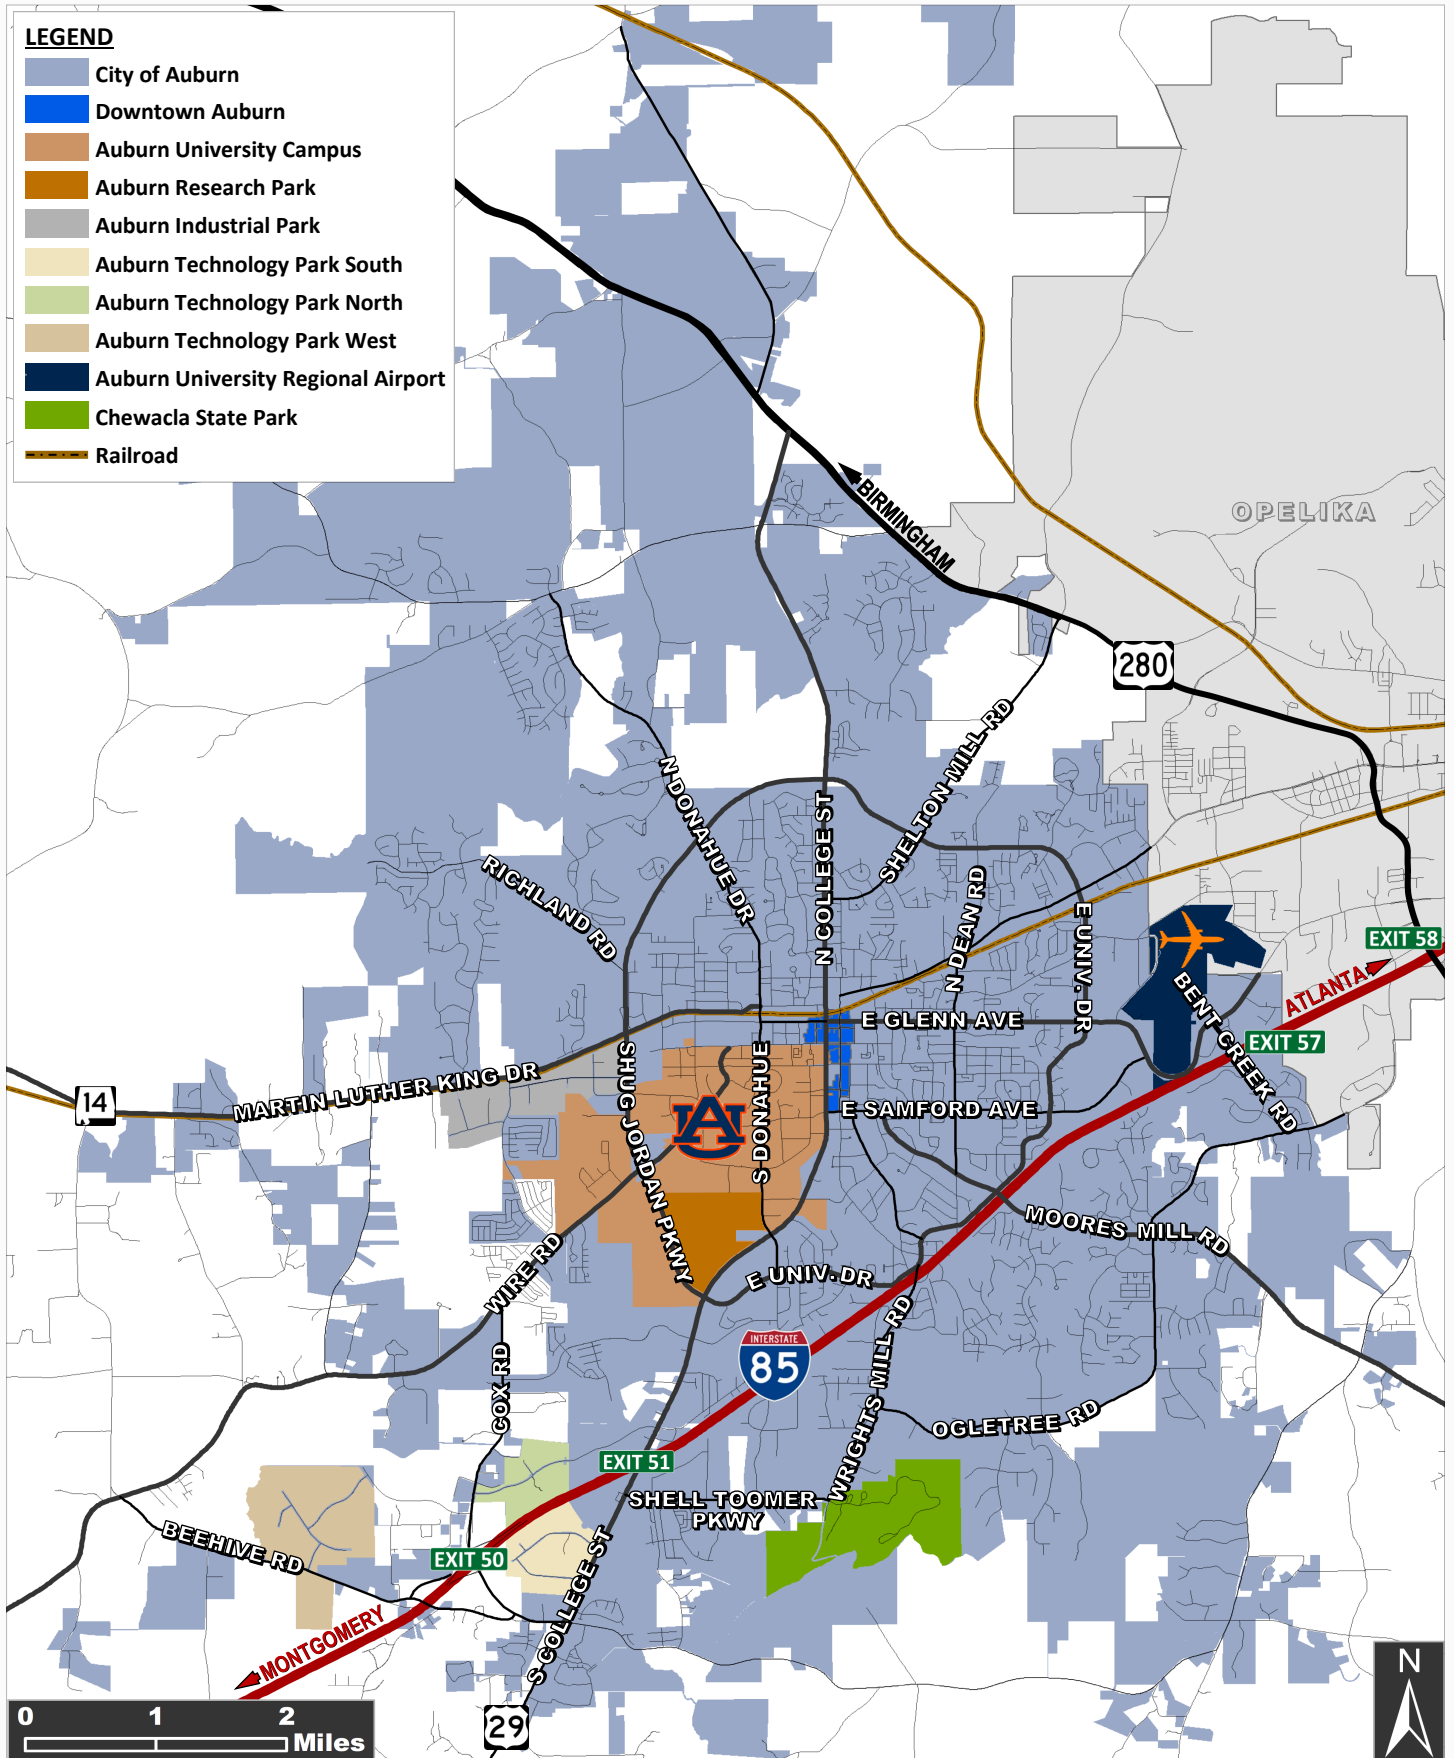 LEGEND
City of Auburn
Downtown Auburn
Auburn University Campus
Auburn Research Park
Auburn Industrial Park
Auburn Technology Park South
Auburn Technology Park North
Auburn Technology Park West
Auburn University Regional Airport
Chewacla State Park
Railroad
BIRMINGHAM
OPELIKA
280
SHELTON MILL RD
N DONAHUE DR
N COLLEGE ST
RICHLAND RD
N DEAN RD
E UNIV. DR
EXIT 58
ATLANTA
BENT CREEK RD
E GLENN AVE
EXIT 57
14
MARTIN LUTHER KING DR
SHUG JORDAN PKWY
AU
S DONAHUE
E SAMFORD AVE
MOORES MILL RD
WIRE RD
E UNIV. DR
INTERSTATE
85
WRIGHTS MILL RD
COX RD
OGLETREE RD
EXIT 51
SHELL TOOMER
PKWY
BEEHIVE RD
EXIT 50
S COLLEGE ST
MONTGOMERY
29
0 1 2
Miles
N